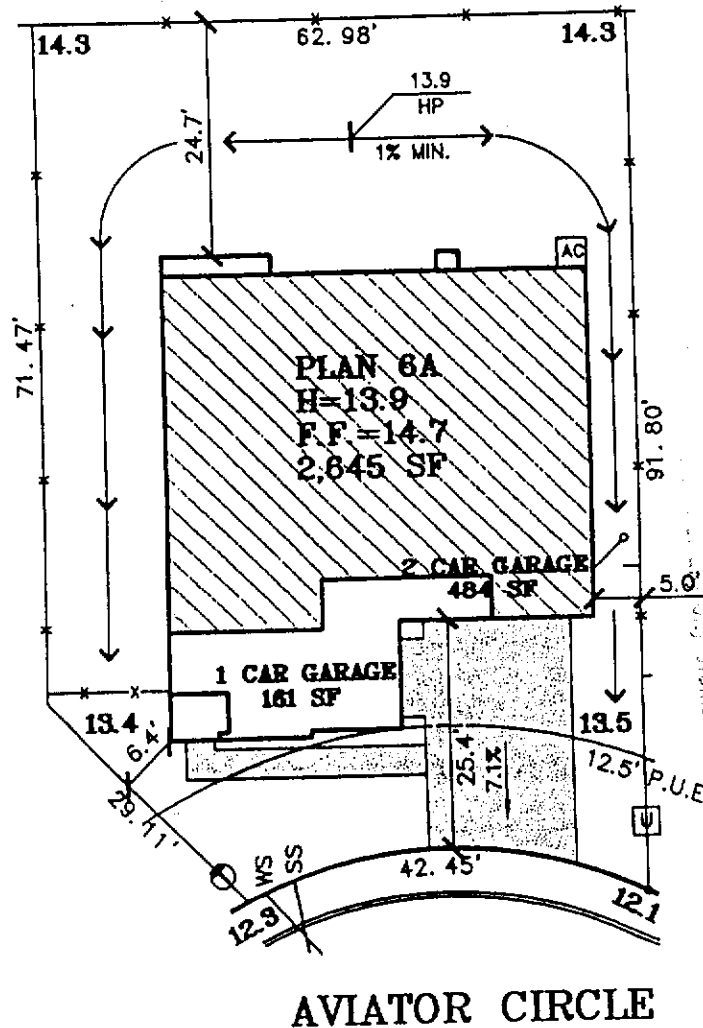 14.3
62.98'
14.3
13.9
HP
24.7'
1% MIN.
AC
71.47'
PLAN 6A
H=13.9
F.F.=14.7
2,645 SF
91.80'
2 CAR GARAGE
484 SF
5.0'
1 CAR GARAGE
161 SF
13.4
6.4'
25.4
7.1%
13.5
12.5' P.U.E
29.11'
U
WS
SS
42.45'
12.3
12.1
AVIATOR CIRCLE